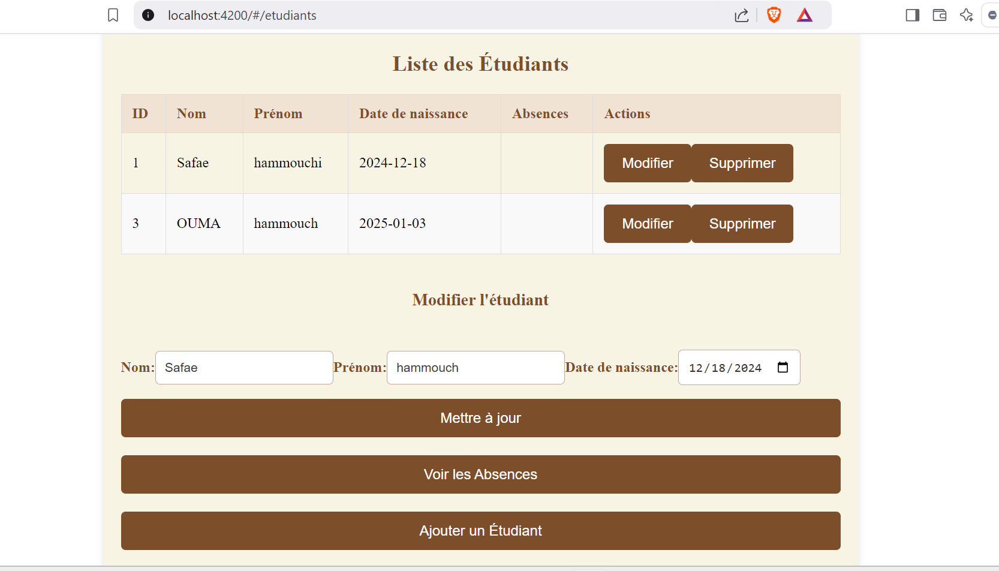 localhost:4200/#/etudiants
Liste des Étudiants
ID Nom Prénom Date de naissance Absences Actions
1 Safae hammouchi 2024-12-18 Modifier Supprimer
3 OUMA hammouch 2025-01-03 Modifier Supprimer
Modifier l'étudiant
Nom: Safae Prénom: hammouch Date de naissance: 12/18/2024
Mettre à jour
Voir les Absences
Ajouter un Étudiant